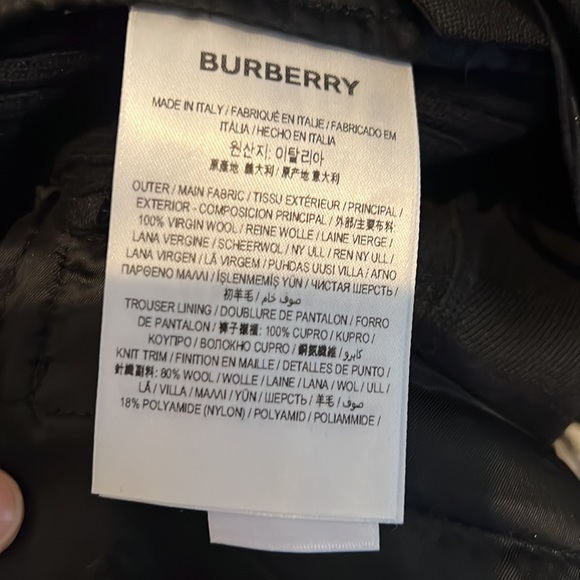 BURBERRY
MADE IN ITALY / FABRIQUÉ EN ITALIE / FABRICADO EM
ITÁLIA / HECHO EN ITALIA
원산지: 이탈리아
原產地 義大利 / 原产地 意大利
OUTER / MAIN FABRIC / TISSU EXTÉRIEUR / PRINCIPAL /
EXTERIOR - COMPOSICION PRINCIPAL / 外部/主要布料:
100% VIRGIN WOOL / REINE WOLLE / LAINE VIERGE /
LANA VERGINE / SCHEERWOL / NY ULL / REN NY ULL /
LANA VIRGEN / LÃ VIRGEM / PUHDAS UUSI VILLA / ΑΓΝΟ
ΠΑΡΘΕΝΟ ΜΑΛΛΙ / İŞLENMEMİŞ YÜN / ЧИСТАЯ ШЕРСТЬ /
初羊毛 / صوف خام /
TROUSER LINING / DOUBLURE DE PANTALON / FORRO
DE PANTALON / 褲子襯裡: 100% CUPRO / KUPRO /
ΚΟΥΠΡΟ / ВОЛОКНО CUPRO / 銅氨纖維 / كابرو /
KNIT TRIM / FINITION EN MAILLE / DETALLES DE PUNTO /
針織副料: 80% WOOL / WOLLE / LAINE / LANA / WOL / ULL /
LÃ / VILLA / ΜΑΛΛΙ / YÜN / ШЕРСТЬ / 羊毛 / صوف /
18% POLYAMIDE (NYLON) / POLYAMID / POLIAMMIDE /